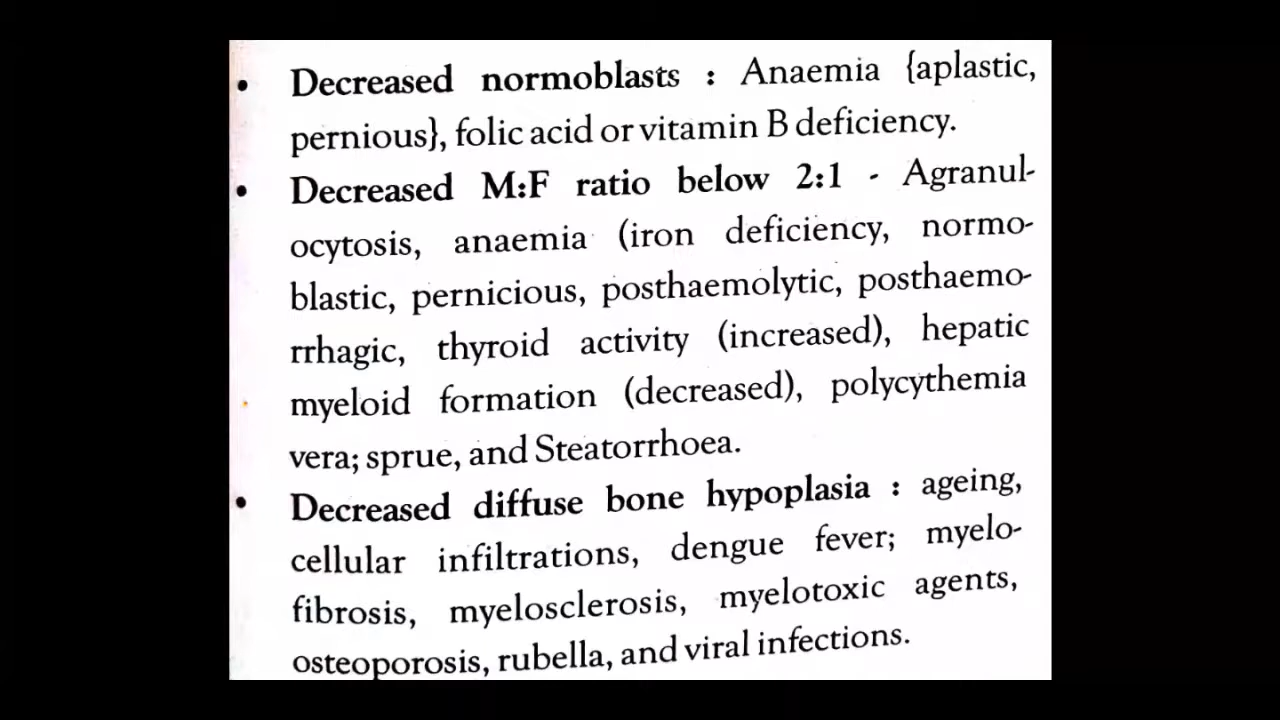 • Decreased normoblasts : Anaemia {aplastic,
pernious}, folic acid or vitamin B deficiency.
• Decreased M:F ratio below 2:1 - Agranul-
ocytosis, anaemia (iron deficiency, normo-
blastic, pernicious, posthaemolytic, posthaemo-
rrhagic, thyroid activity (increased), hepatic
myeloid formation (decreased), polycythemia
vera; sprue, and Steatorrhoea.
• Decreased diffuse bone hypoplasia : ageing,
cellular infiltrations, dengue fever; myelo-
fibrosis, myelosclerosis, myelotoxic agents,
osteoporosis, rubella, and viral infections.